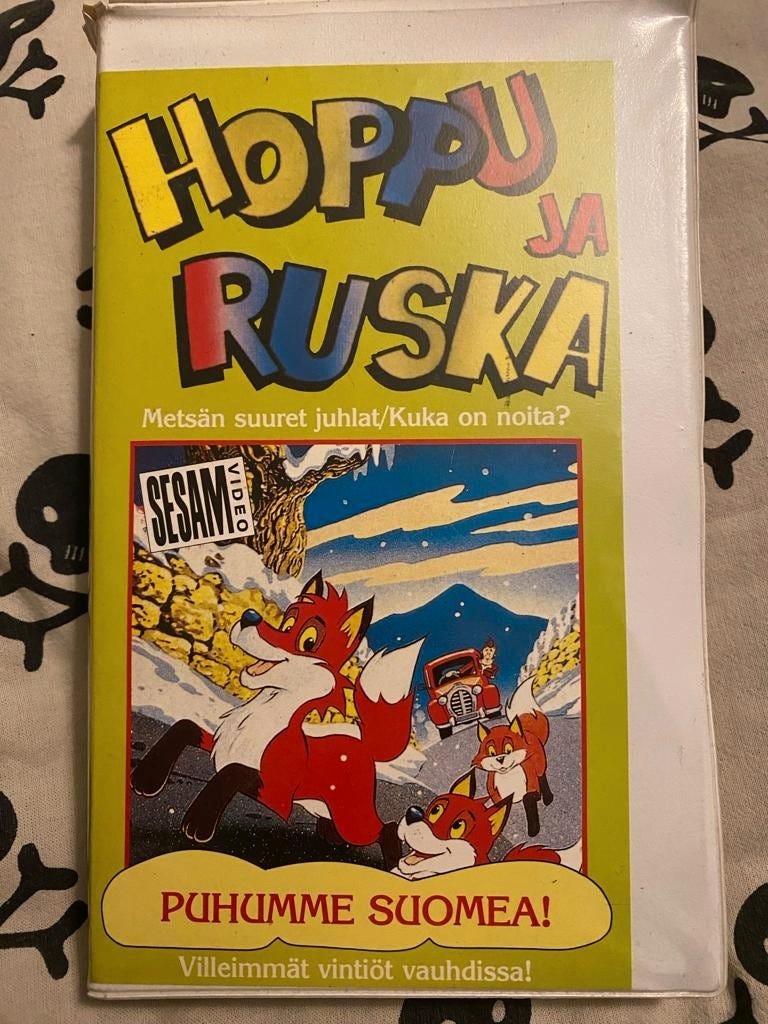 HOPPU
JA
RUSKA
Metsän suuret juhlat/Kuka on noita?
SESAM
VIDEO
PUHUMME SUOMEA!
Villeimmät vintiöt vauhdissa!